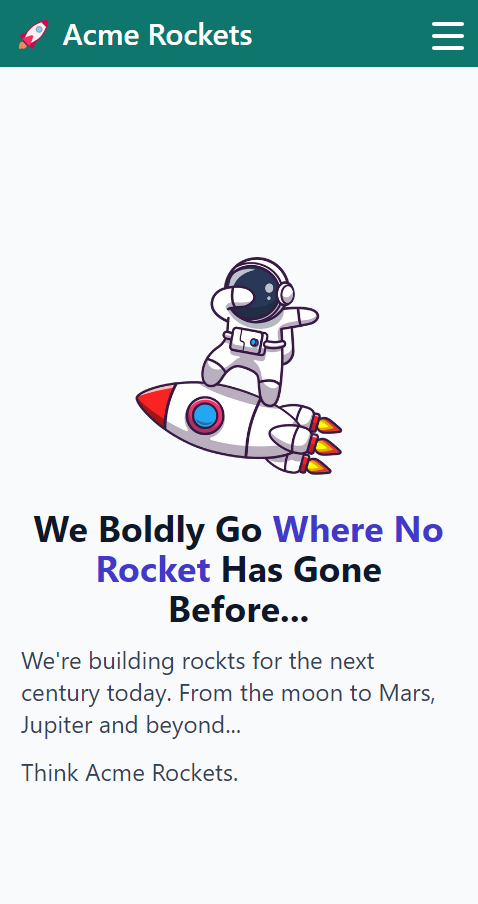 Acme Rockets
We Boldly Go Where No
Rocket Has Gone
Before...
We're building rockts for the next
century today. From the moon to Mars,
Jupiter and beyond...
Think Acme Rockets.